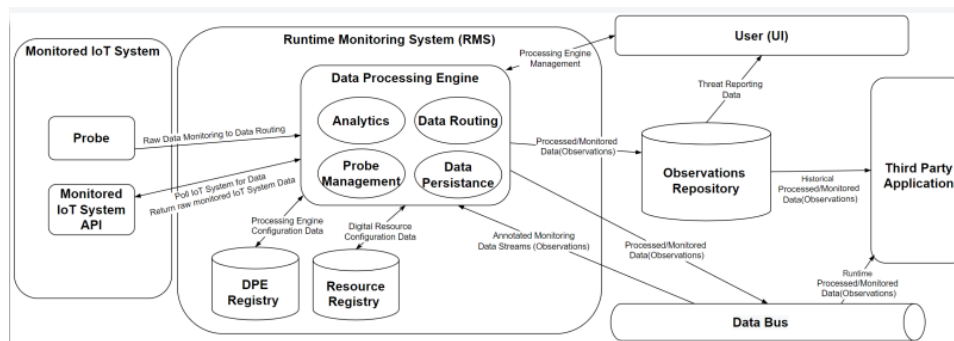 Monitored IoT System
Probe
Monitored
IoT System
API
Raw Data Monitoring to Data Routing
Poll IoT System for Data
Return raw monitored IoT System Data
Runtime Monitoring System (RMS)
Data Processing Engine
Analytics
Data Routing
Probe
Management
Data
Persistance
Processing Engine
Configuration Data
Digital Resource
Configuration Data
DPE
Registry
Resource
Registry
Processing Engine
Management
User (UI)
Threat Reporting
Data
Processed/Monitored
Data(Observations)
Observations
Repository
Historical
Processed/Monitored
Data(Observations)
Third Party
Application
Annotated Monitoring
Data Streams (Observations)
Processed/Monitored
Data(Observations)
Runtime
Processed/Monitored
Data(Observations)
Data Bus